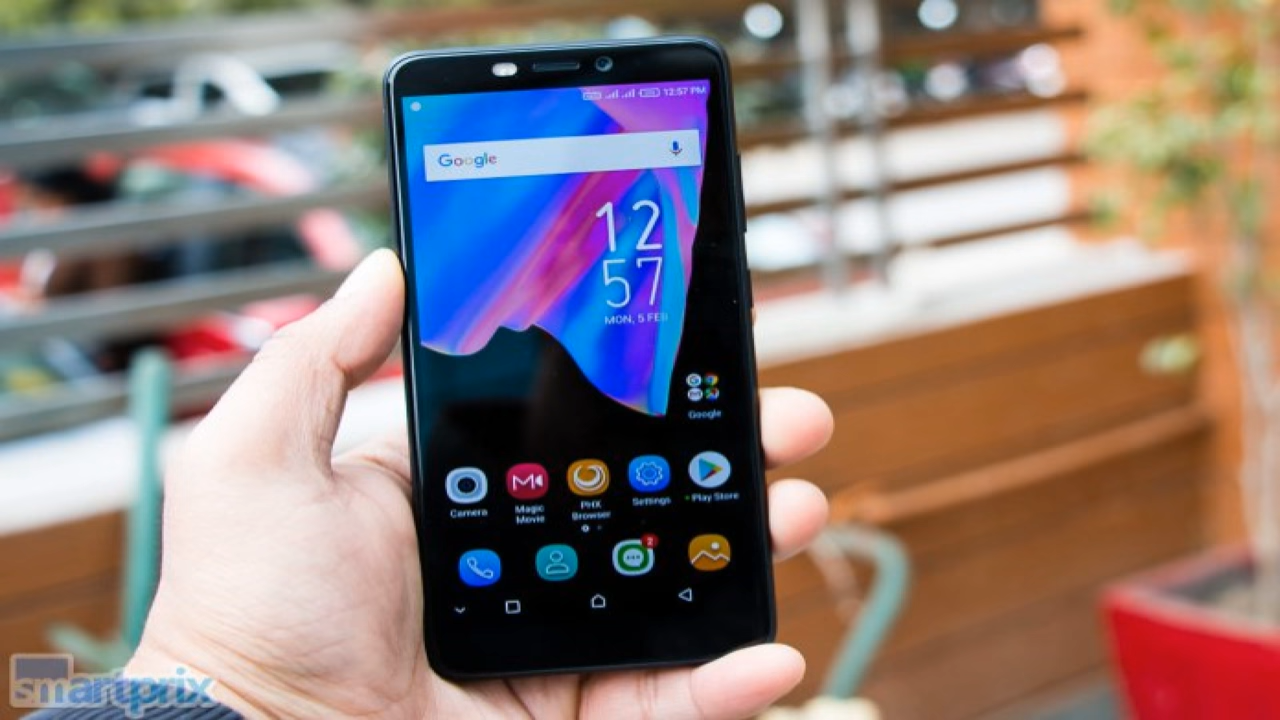 12:57 PM
Google
12
57
MON, 5 FEB
Google
Camera
Magic
Movie
PHX
Browser
Settings
Play Store
2
smartprix